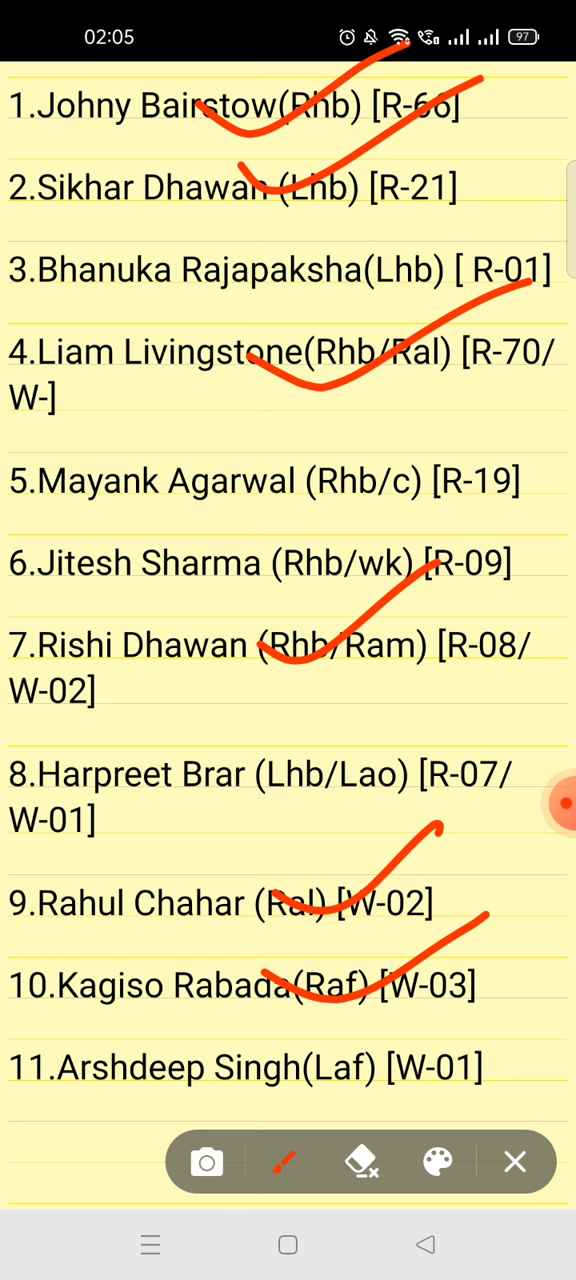 02:05
97
1.Johny Bairstow(Rhb) [R-66]
2.Sikhar Dhawan (Lhb) [R-21]
3.Bhanuka Rajapaksha(Lhb) [ R-01]
4.Liam Livingstone(Rhb/Ral) [R-70/
W-]
5.Mayank Agarwal (Rhb/c) [R-19]
6.Jitesh Sharma (Rhb/wk) [R-09]
7.Rishi Dhawan (Rhb/Ram) [R-08/
W-02]
8.Harpreet Brar (Lhb/Lao) [R-07/
W-01]
9.Rahul Chahar (Ral) [W-02]
10.Kagiso Rabada(Raf) [W-03]
11.Arshdeep Singh(Laf) [W-01]